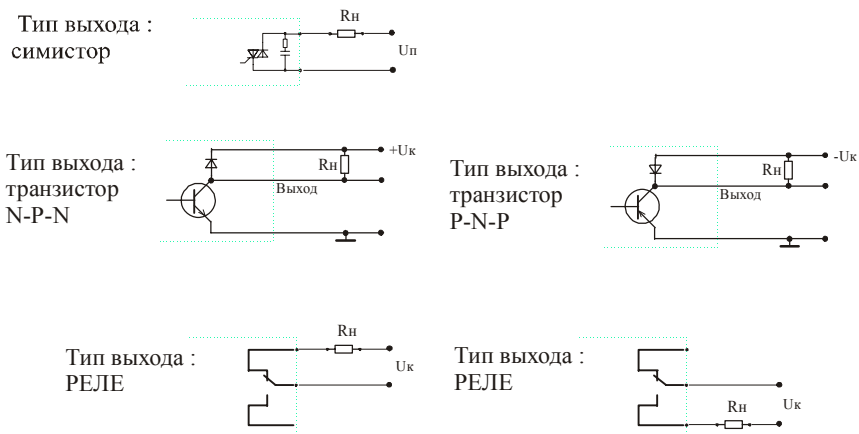 Тип выхода :
симистор
Rн
Uп
Тип выхода :
транзистор
N-P-N
Rн
+Uк
Выход
Тип выхода :
транзистор
P-N-P
Rн
-Uк
Выход
Тип выхода :
РЕЛЕ
Rн
Uк
Тип выхода :
РЕЛЕ
Rн
Uк